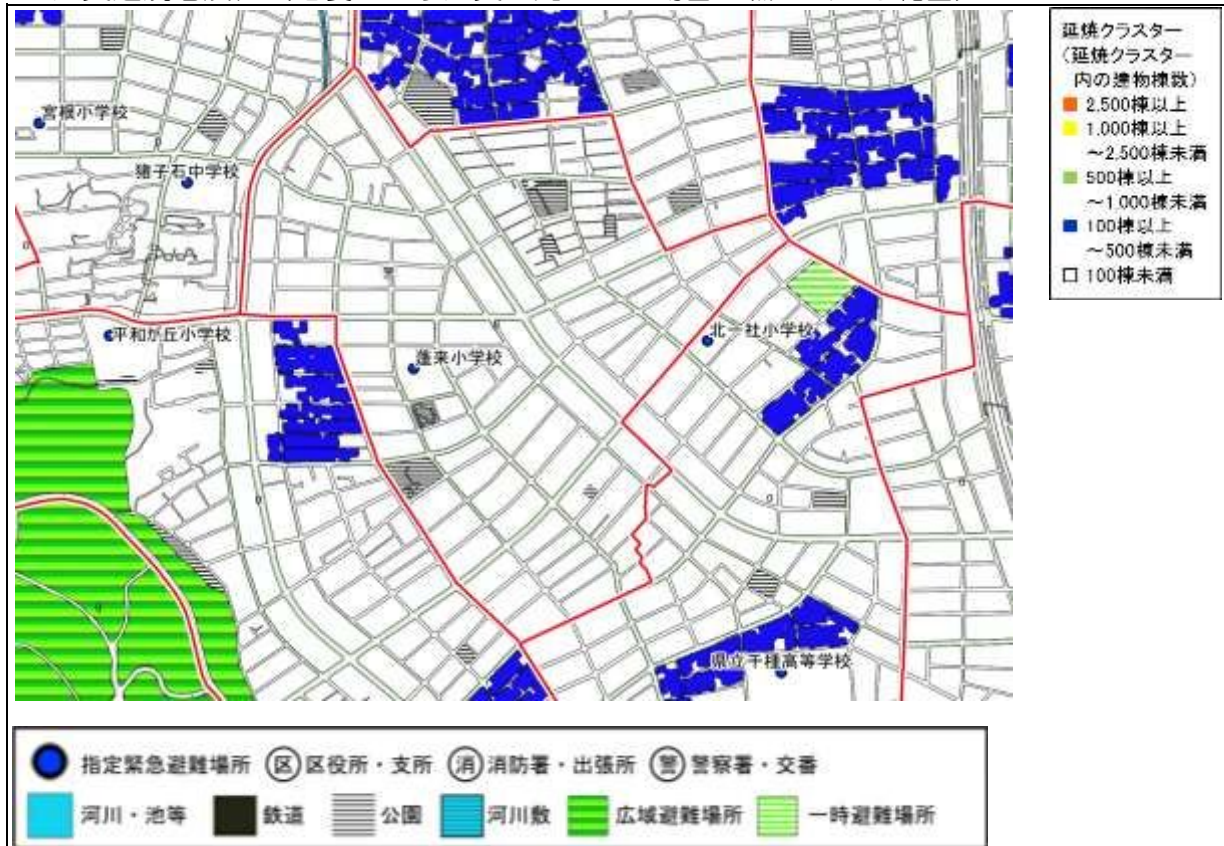 宮根小学校
猪子石中学校
平和が丘小学校
蓬来小学校
北一社小学校
県立千種高等学校
延焼クラスター
(延焼クラスター
内の建物棟数)
2,500棟以上
1,000棟以上
～2,500棟未満
500棟以上
～1,000棟未満
100棟以上
～500棟未満
100棟未満
指定緊急避難場所 区 区役所・支所 消 消防署・出張所 警 警察署・交番
河川・池等 鉄道 公園 河川敷 広域避難場所 一時避難場所